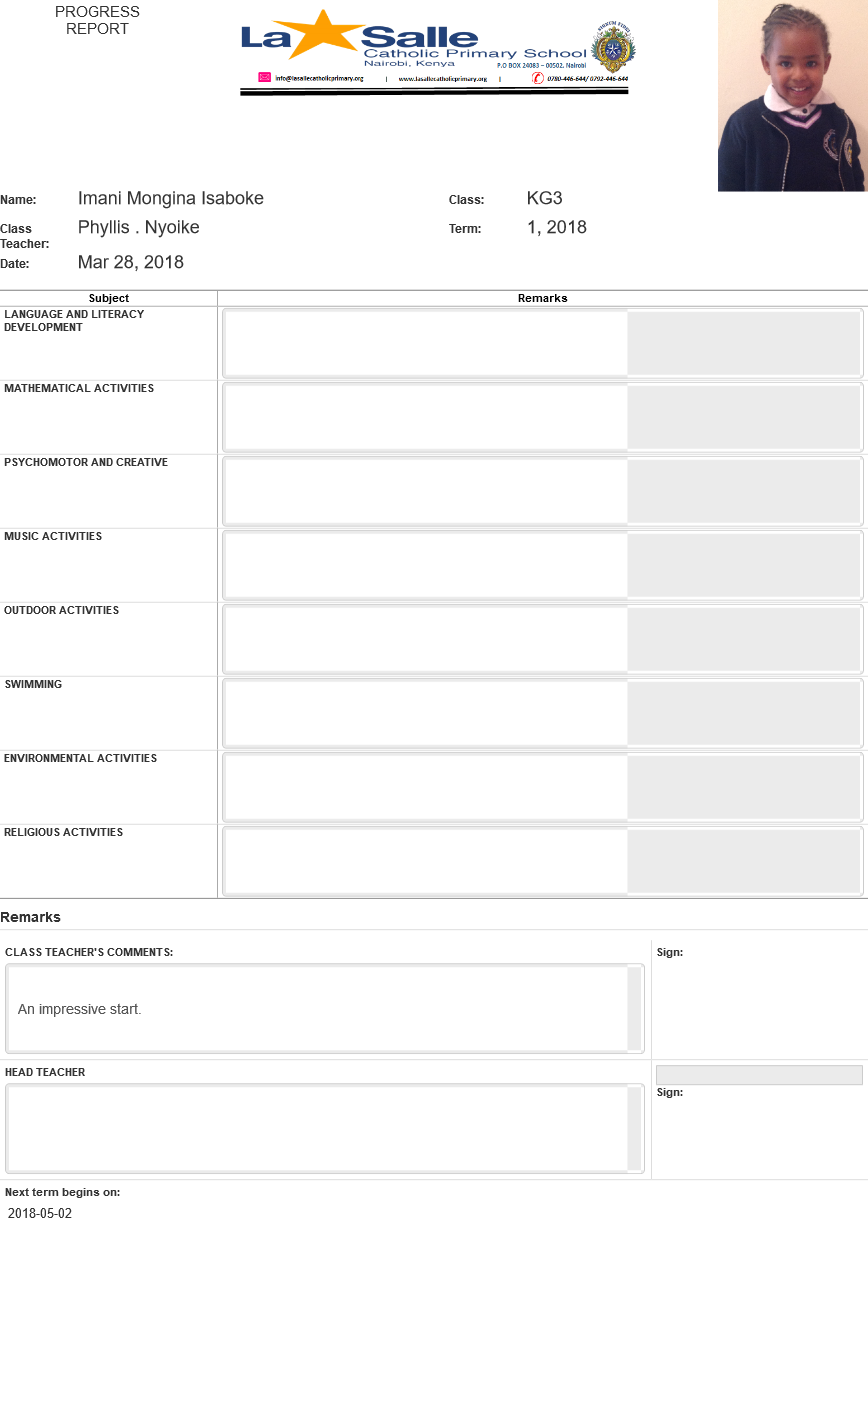 PROGRESS
REPORT
La Salle
Catholic Primary School
Nairobi, Kenya
P.O BOX 24083 – 00502, Nairobi
info@lasallecatholicprimary.org | www.lasallecatholicprimary.org | 0780-446-644/ 0792-446-644
Name: Imani Mongina Isaboke Class: KG3
Class Teacher: Phyllis . Nyoike Term: 1, 2018
Date: Mar 28, 2018
Subject Remarks
LANGUAGE AND LITERACY
DEVELOPMENT
MATHEMATICAL ACTIVITIES
PSYCHOMOTOR AND CREATIVE
MUSIC ACTIVITIES
OUTDOOR ACTIVITIES
SWIMMING
ENVIRONMENTAL ACTIVITIES
RELIGIOUS ACTIVITIES
Remarks
CLASS TEACHER'S COMMENTS: Sign:
An impressive start.
HEAD TEACHER
Sign:
Next term begins on:
2018-05-02